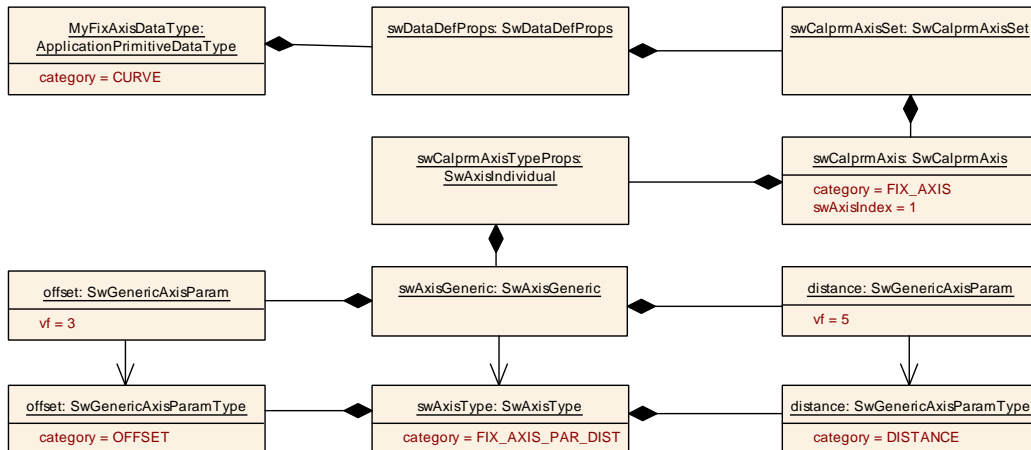 MyFixAxisDataType:
ApplicationPrimitiveDataType
category = CURVE
swDataDefProps: SwDataDefProps
swCalprmAxisSet: SwCalprmAxisSet
swCalprmAxisTypeProps:
SwAxisIndividual
swCalprmAxis: SwCalprmAxis
category = FIX_AXIS
swAxisIndex = 1
offset: SwGenericAxisParam
vf = 3
swAxisGeneric: SwAxisGeneric
distance: SwGenericAxisParam
vf = 5
offset: SwGenericAxisParamType
category = OFFSET
swAxisType: SwAxisType
category = FIX_AXIS_PAR_DIST
distance: SwGenericAxisParamType
category = DISTANCE